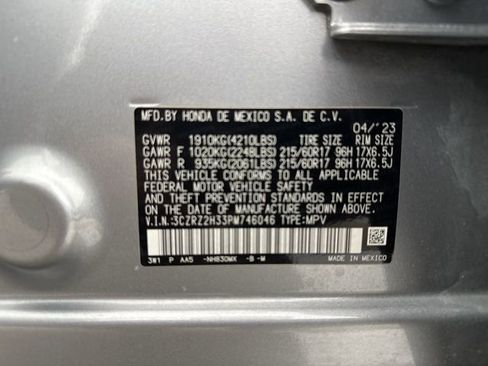 MFD.BY HONDA DE MEXICO S.A. DE C.V.
04/'23
GVWR 1910KG(4210LBS) TIRE SIZE RIM SIZE
GAWR F 1020KG(2249LBS) 215/60R17 96H 17X6.5J
GAWR R 935KG(2061LBS) 215/60R17 96H 17X6.5J
THIS VEHICLE CONFORMS TO ALL APPLICABLE
FEDERAL MOTOR VEHICLE SAFETY, BUMPER,
AND THEFT PREVENTION STANDARDS IN EFFECT
ON THE DATE OF MANUFACTURE SHOWN ABOVE.
V.I.N.:3CZRZ2H33PM746046 TYPE:MPV
3W1 P AA5 -NH830MX -B -M MADE IN MEXICO